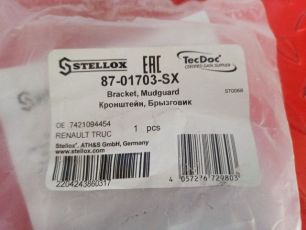 STELLOX EAC TecDoc
CERTIFIED DATA SUPPLIER
87-01703-SX
Bracket, Mudguard ST0068
Кронштейн, Брызговик
OE 7421094454
RENAULT TRUC 1 pcs
Stellox®, ATH&S GmbH, Germany
www.stellox.com
2204243860317 4 057276 729803